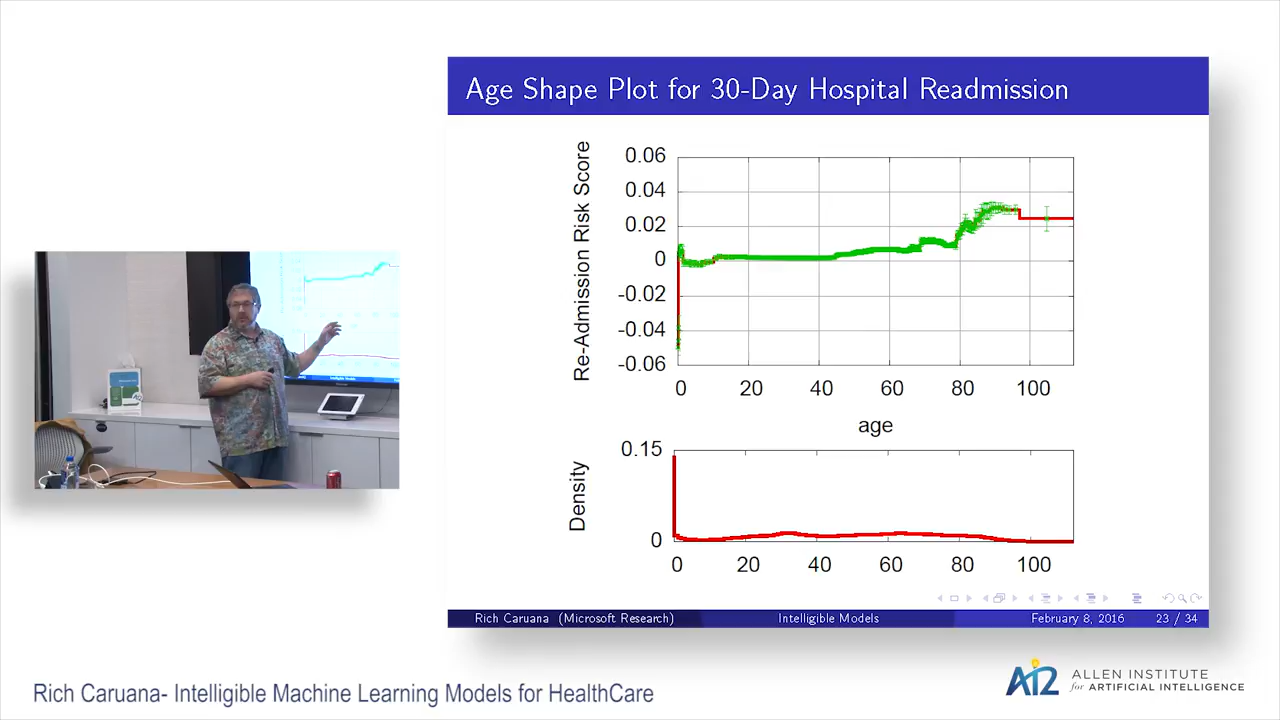 Age Shape Plot for 30-Day Hospital Readmission
Re-Admission Risk Score
0.06
0.04
0.02
0
-0.02
-0.04
-0.06
0 20 40 60 80 100
age
Density
0.15
0
0 20 40 60 80 100
Rich Caruana (Microsoft Research) Intelligible Models February 8, 2016 23 / 34
Rich Caruana- Intelligible Machine Learning Models for HealthCare
AI2 ALLEN INSTITUTE
for ARTIFICIAL INTELLIGENCE